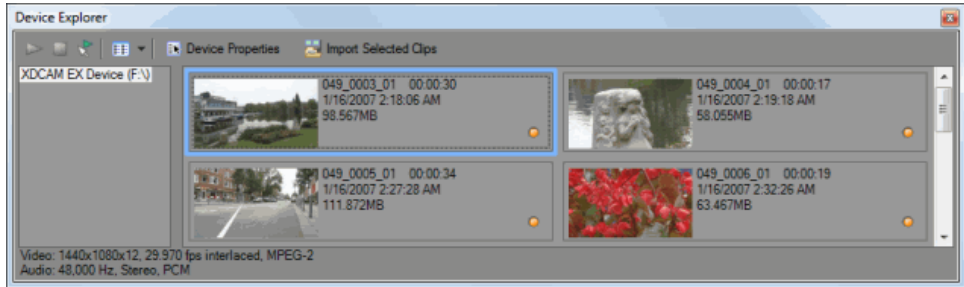 Device Explorer
Device Properties Import Selected Clips
XDCAM EX Device (F:\)
049_0003_01 00:00:30
1/16/2007 2:18:06 AM
98.567MB
049_0004_01 00:00:17
1/16/2007 2:19:18 AM
58.055MB
049_0005_01 00:00:34
1/16/2007 2:27:28 AM
111.872MB
049_0006_01 00:00:19
1/16/2007 2:32:26 AM
63.467MB
Video: 1440x1080x12, 29.970 fps interlaced, MPEG-2
Audio: 48,000 Hz, Stereo, PCM